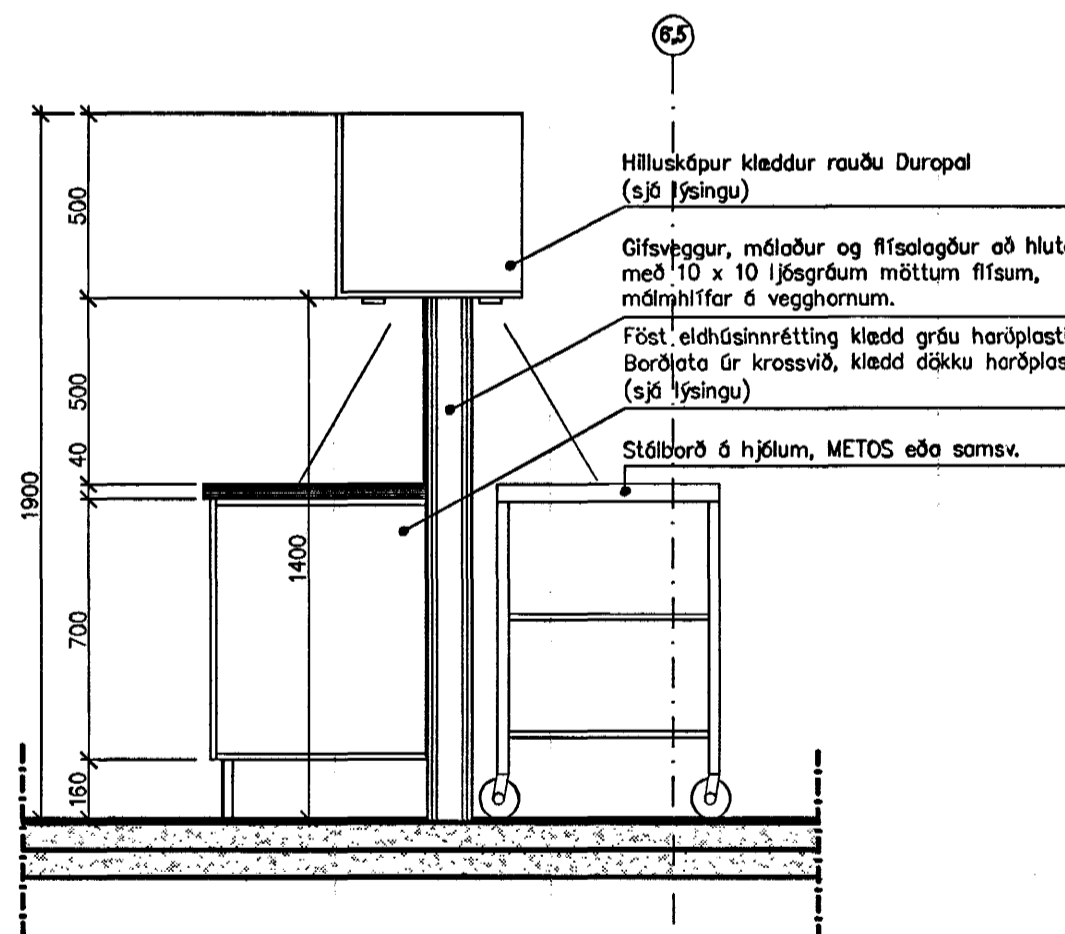 6,5
Hilluskápur klæddur rauðu Duropal
(sjá lýsingu)
Gifsveggur, málaður og flísalagður að hluta
með 10 x 10 ljósgráum möttum flísum,
málmhlífar á vegghornum.
Föst eldhúsinnrétting klædd gráu harðplasti
Borðlata úr krossvið, klædd dökku harðplas
(sjá lýsingu)
Stálborð á hjólum, METOS eða samsv.
500
500
40
1900
1400
700
160